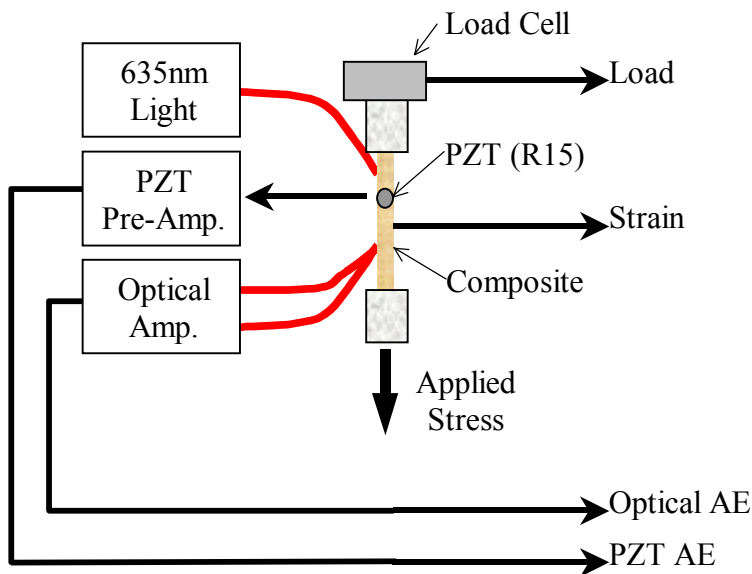 Load Cell
635nm
Light
Load
PZT (R15)
PZT
Pre-Amp.
Strain
Composite
Optical
Amp.
Applied
Stress
Optical AE
PZT AE